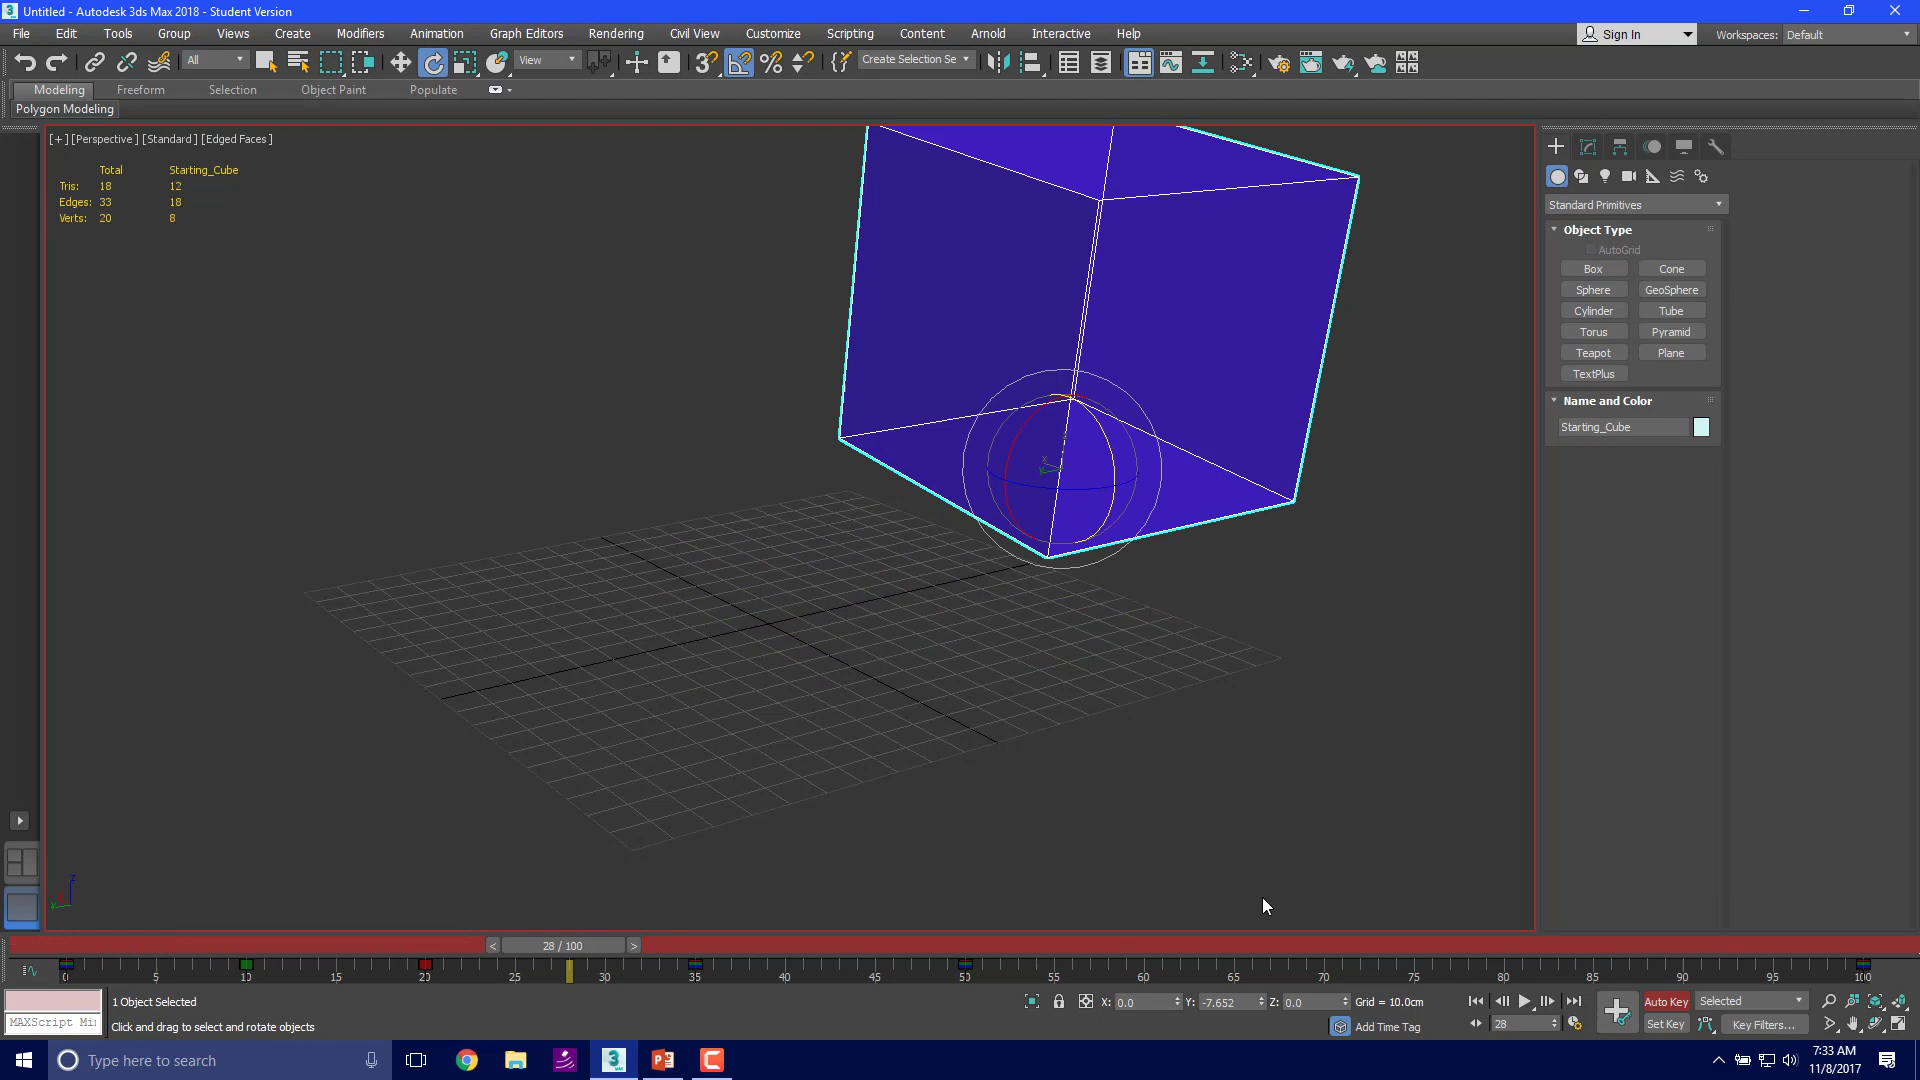 Untitled - Autodesk 3ds Max 2018 - Student Version
File Edit Tools Group Views Create Modifiers Animation Graph Editors Rendering Civil View Customize Scripting Content Arnold Interactive Help
Sign In Workspaces: Default
All View Create Selection Se
Modeling Freeform Selection Object Paint Populate
Polygon Modeling
[+] [Perspective] [Standard] [Edged Faces]
Total Starting_Cube
Tris: 18 12
Edges: 33 18
Verts: 20 8
Standard Primitives
Object Type
AutoGrid
Box Cone
Sphere GeoSphere
Cylinder Tube
Torus Pyramid
Teapot Plane
TextPlus
Name and Color
Starting_Cube
< 28 / 100 >
0 5 10 15 20 25 30 35 40 45 50 55 60 65 70 75 80 85 90 95 100
1 Object Selected X: 0.0 Y: -7.652 Z: 0.0 Grid = 10.0cm Auto Key Selected
MAXScript Mi Click and drag to select and rotate objects Add Time Tag 28 Set Key Key Filters...
Type here to search
7:33 AM
11/8/2017